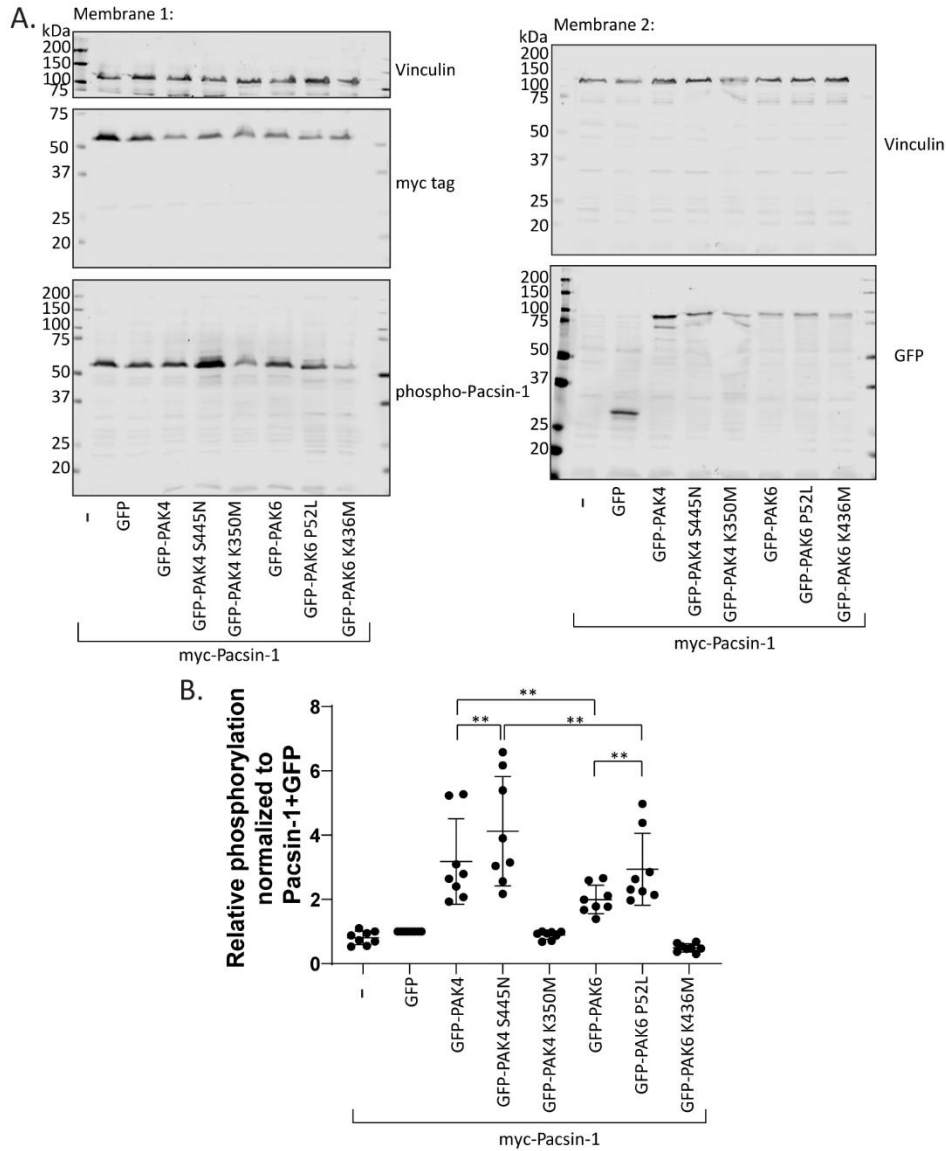 A.
Membrane 1:
kDa
200
150
100
75
Vinculin
75
50
37
25
20
myc tag
200
150
100
75
50
37
25
20
phospho-Pacsin-1
–
GFP
GFP-PAK4
GFP-PAK4 S445N
GFP-PAK4 K350M
GFP-PAK6
GFP-PAK6 P52L
GFP-PAK6 K436M
myc-Pacsin-1
Membrane 2:
kDa
200
150
100
75
50
37
25
20
Vinculin
200
150
100
75
50
37
25
20
GFP
–
GFP
GFP-PAK4
GFP-PAK4 S445N
GFP-PAK4 K350M
GFP-PAK6
GFP-PAK6 P52L
GFP-PAK6 K436M
myc-Pacsin-1
B.
Relative phosphorylation
normalized to
Pacsin-1+GFP
8
6
4
2
0
**
**
**
**
–
GFP
GFP-PAK4
GFP-PAK4 S445N
GFP-PAK4 K350M
GFP-PAK6
GFP-PAK6 P52L
GFP-PAK6 K436M
myc-Pacsin-1